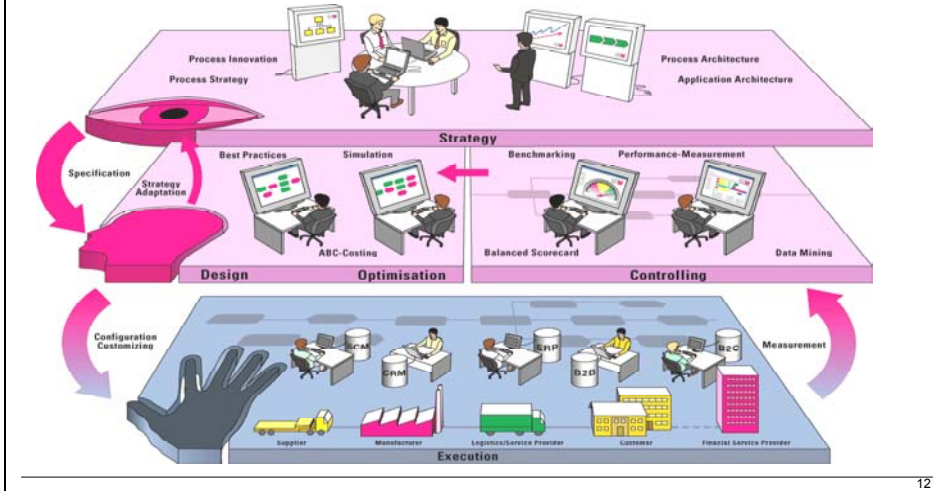 Process Innovation
Process Strategy
Process Architecture
Application Architecture
Strategy
Specification
Strategy
Adaptation
Best Practices
Simulation
ABC-Costing
Design
Optimisation
Benchmarking
Performance-Measurement
Balanced Scorecard
Data Mining
Controlling
Configuration
Customizing
Measurement
SCM
CRM
ERP
B2B
B2C
Supplier
Manufacturer
Logistics/Service Provider
Customer
Fincial Service Provider
Execution
12